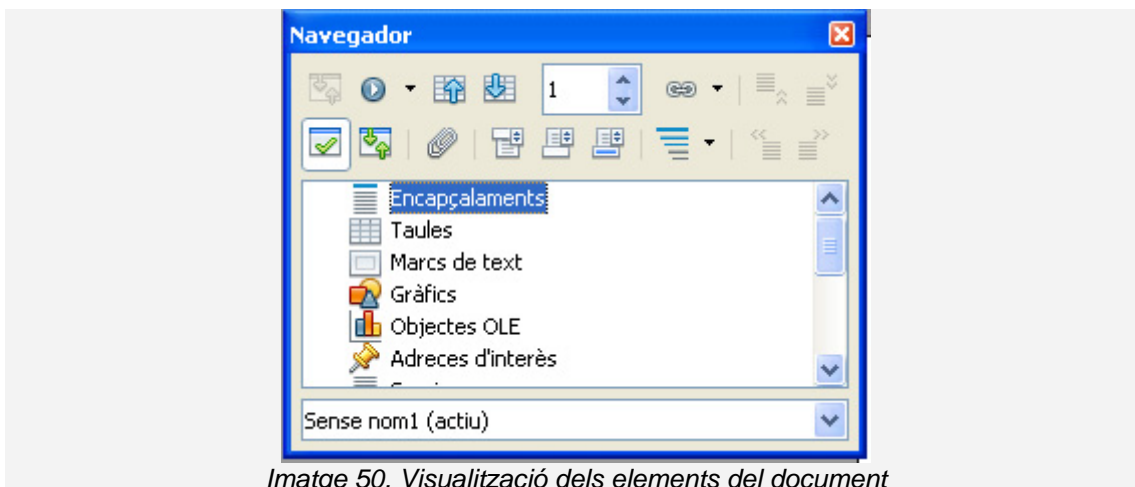 Navegador
1
Encapçalaments
Taules
Marcs de text
Gràfics
Objectes OLE
Adreces d'interès
Sense nom1 (actiu)
Imatge 50. Visualització dels elements del document